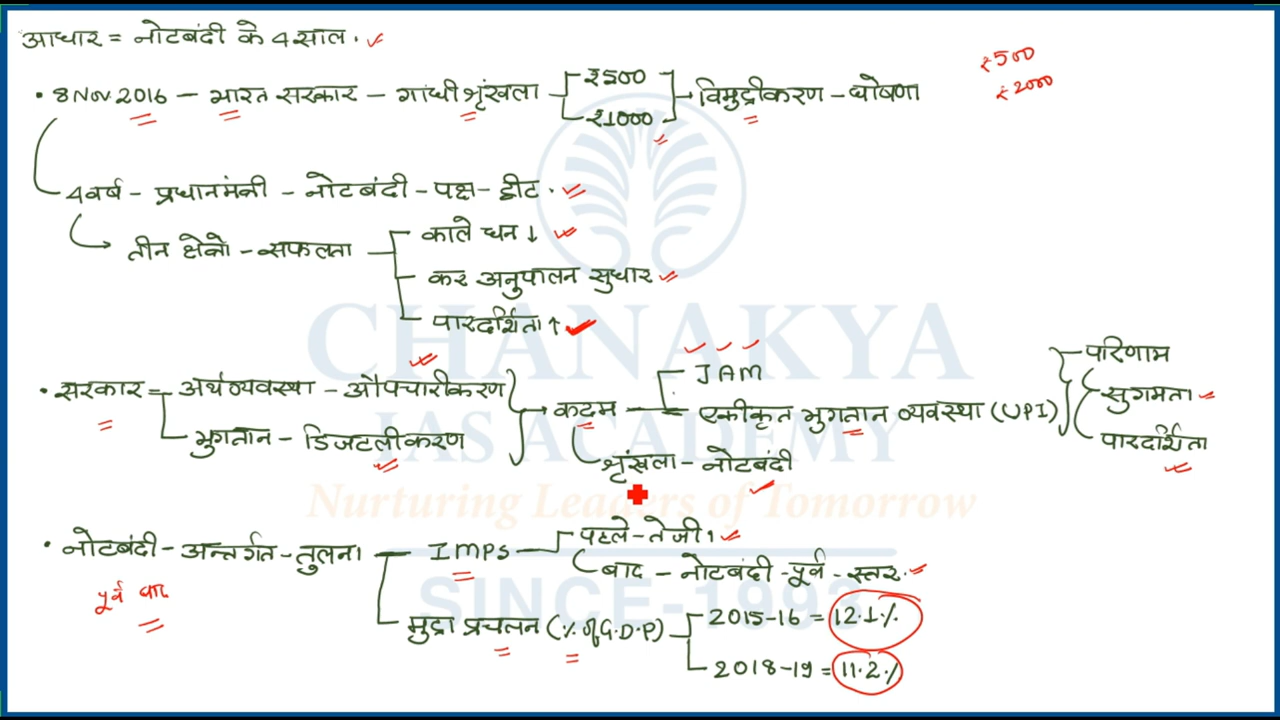 आधार = नोटबंदी के 4 साल.
₹500
₹2000
• 8 Nov 2016 – भारत सरकार – गांधी श्रृंखला ₹500 ₹1000 विमुद्रीकरण – घोषणा
4 वर्ष – प्रधानमंत्री – नोटबंदी – पक्ष – ट्वीट.
तीन क्षेत्रो – सफलता
काले धन ↓
कर अनुपालन सुधार
पारदर्शिता ↑
• सरकार = अर्थव्यवस्था – औपचारीकरण
भुगतान – डिजटलीकरण
कदम
JAM
एकीकृत भुगतान व्यवस्था (UPI)
श्रृंखला – नोटबंदी
परिणाम
सुगमता
पारदर्शिता
CHANAKYA
IAS ACADEMY
Nurturing Leaders of Tomorrow
SINCE-1993
• नोटबंदी – अन्तर्गत – तुलना
पूर्व बाद
IMPS
पहले – तेजी ↑
बाद – नोटबंदी – पूर्व – स्तर.
मुद्रा प्रचलन (% of G.D.P)
2015-16 = 12.1%
2018-19 = 11.2%